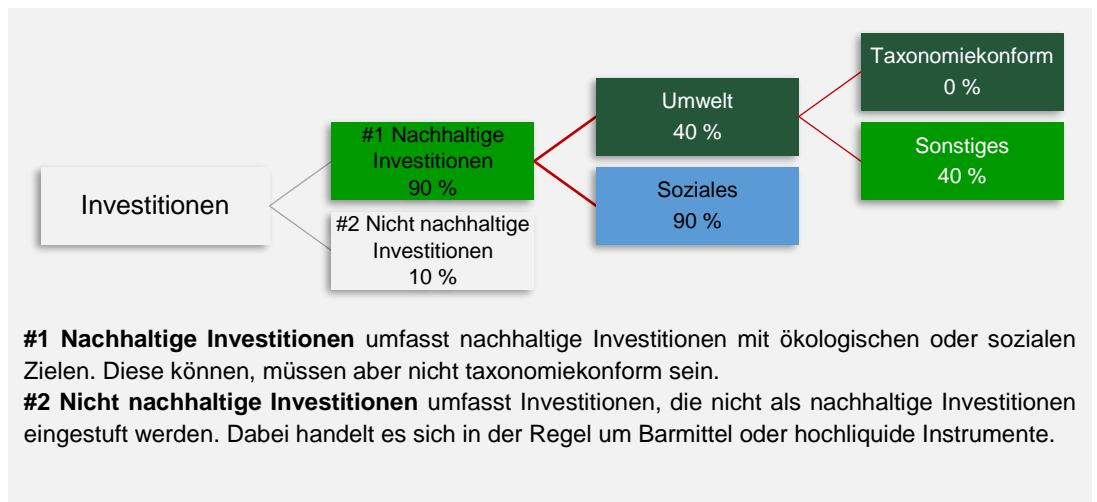 Investitionen
#1 Nachhaltige
Investitionen
90 %
#2 Nicht nachhaltige
Investitionen
10 %
Umwelt
40 %
Soziales
90 %
Taxonomiekonform
0 %
Sonstiges
40 %
#1 Nachhaltige Investitionen umfasst nachhaltige Investitionen mit ökologischen oder sozialen
Zielen. Diese können, müssen aber nicht taxonomiekonform sein.
#2 Nicht nachhaltige Investitionen umfasst Investitionen, die nicht als nachhaltige Investitionen
eingestuft werden. Dabei handelt es sich in der Regel um Barmittel oder hochliquide Instrumente.